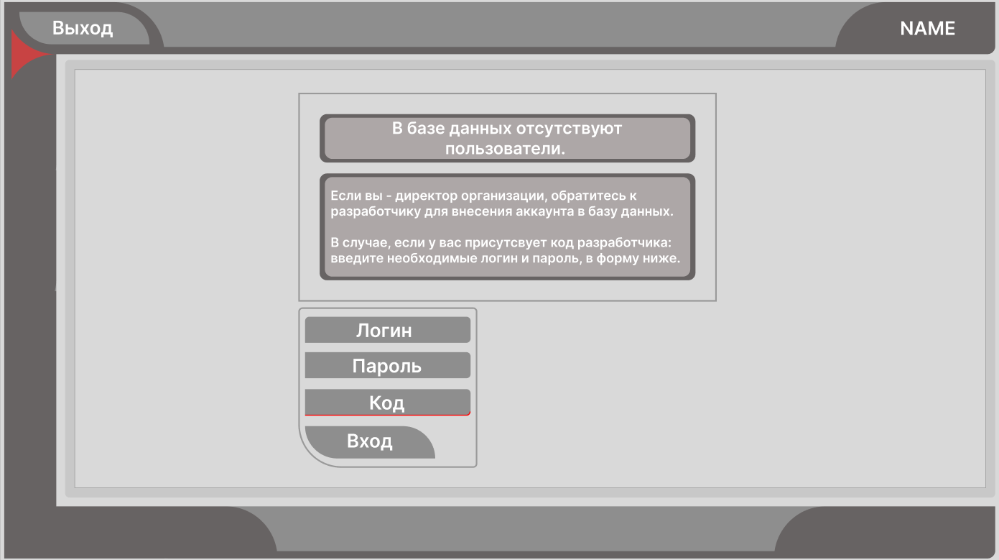 Выход
NAME
В базе данных отсутствуют
пользователи.
Если вы - директор организации, обратитесь к
разработчику для внесения аккаунта в базу данных.
В случае, если у вас присутсвует код разработчика:
введите необходимые логин и пароль, в форму ниже.
Логин
Пароль
Код
Вход